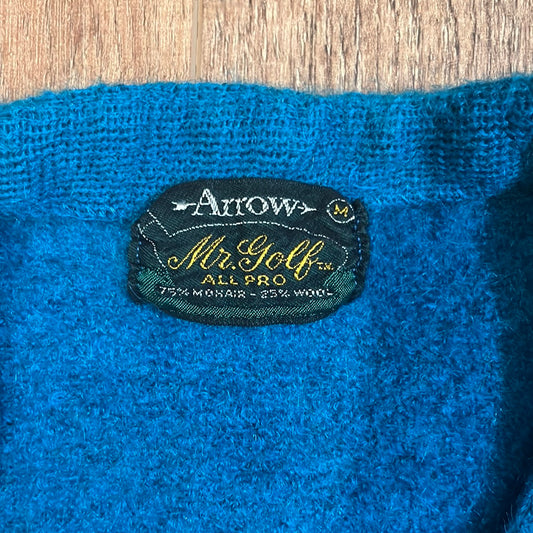 Arrow M
Mr. Golf TM
ALL PRO
75% MOHAIR - 25% WOOL